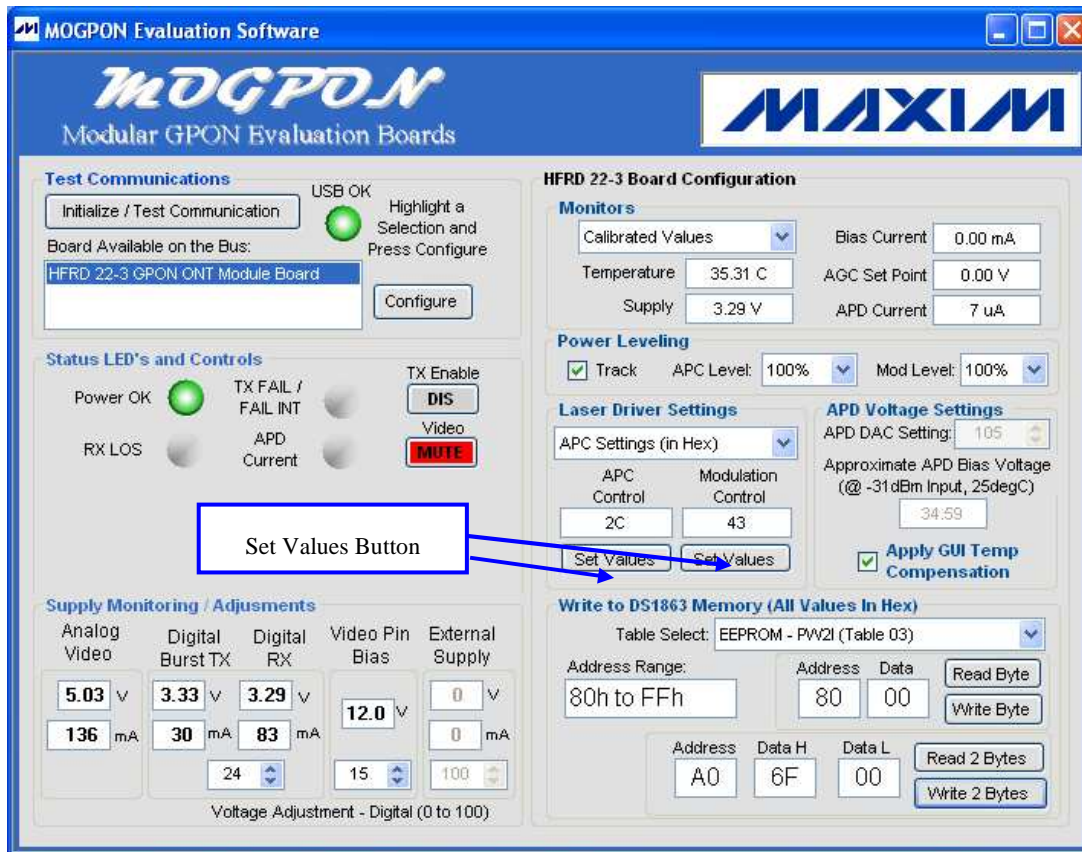 MOGPON Evaluation Software
MOGPON
Modular GPON Evaluation Boards
MAXIM
Test Communications
Initialize / Test Communication
USB OK
Highlight a
Selection and
Press Configure
Board Available on the Bus:
HFRD 22-3 GPON ONT Module Board
Configure
Status LED's and Controls
Power OK
TX FAIL /
FAIL INT
TX Enable
DIS
RX LOS
APD
Current
Video
MUTE
Set Values Button
Supply Monitoring / Adjusments
Analog
Video
Digital
Burst TX
Digital
RX
Video Pin
Bias
External
Supply
5.03 V
3.33 V
3.29 V
12.0 V
0 V
136 mA
30 mA
83 mA
0 mA
24
15
100
Voltage Adjustment - Digital (0 to 100)
HFRD 22-3 Board Configuration
Monitors
Calibrated Values
Bias Current 0.00 mA
Temperature 35.31 C
AGC Set Point 0.00 V
Supply 3.29 V
APD Current 7 uA
Power Leveling
Track
APC Level: 100%
Mod Level: 100%
Laser Driver Settings
APC Settings (in Hex)
APC
Control
Modulation
Control
2C
43
Set Values
Set Values
APD Voltage Settings
APD DAC Setting: 105
Approximate APD Bias Voltage
(@ -31dBm Input, 25degC)
34.59
Apply GUI Temp
Compensation
Write to DS1863 Memory (All Values In Hex)
Table Select: EEPROM - PW2I (Table 03)
Address Range:
80h to FFh
Address Data
80 00
Read Byte
Write Byte
Address Data H Data L
A0 6F 00
Read 2 Bytes
Write 2 Bytes